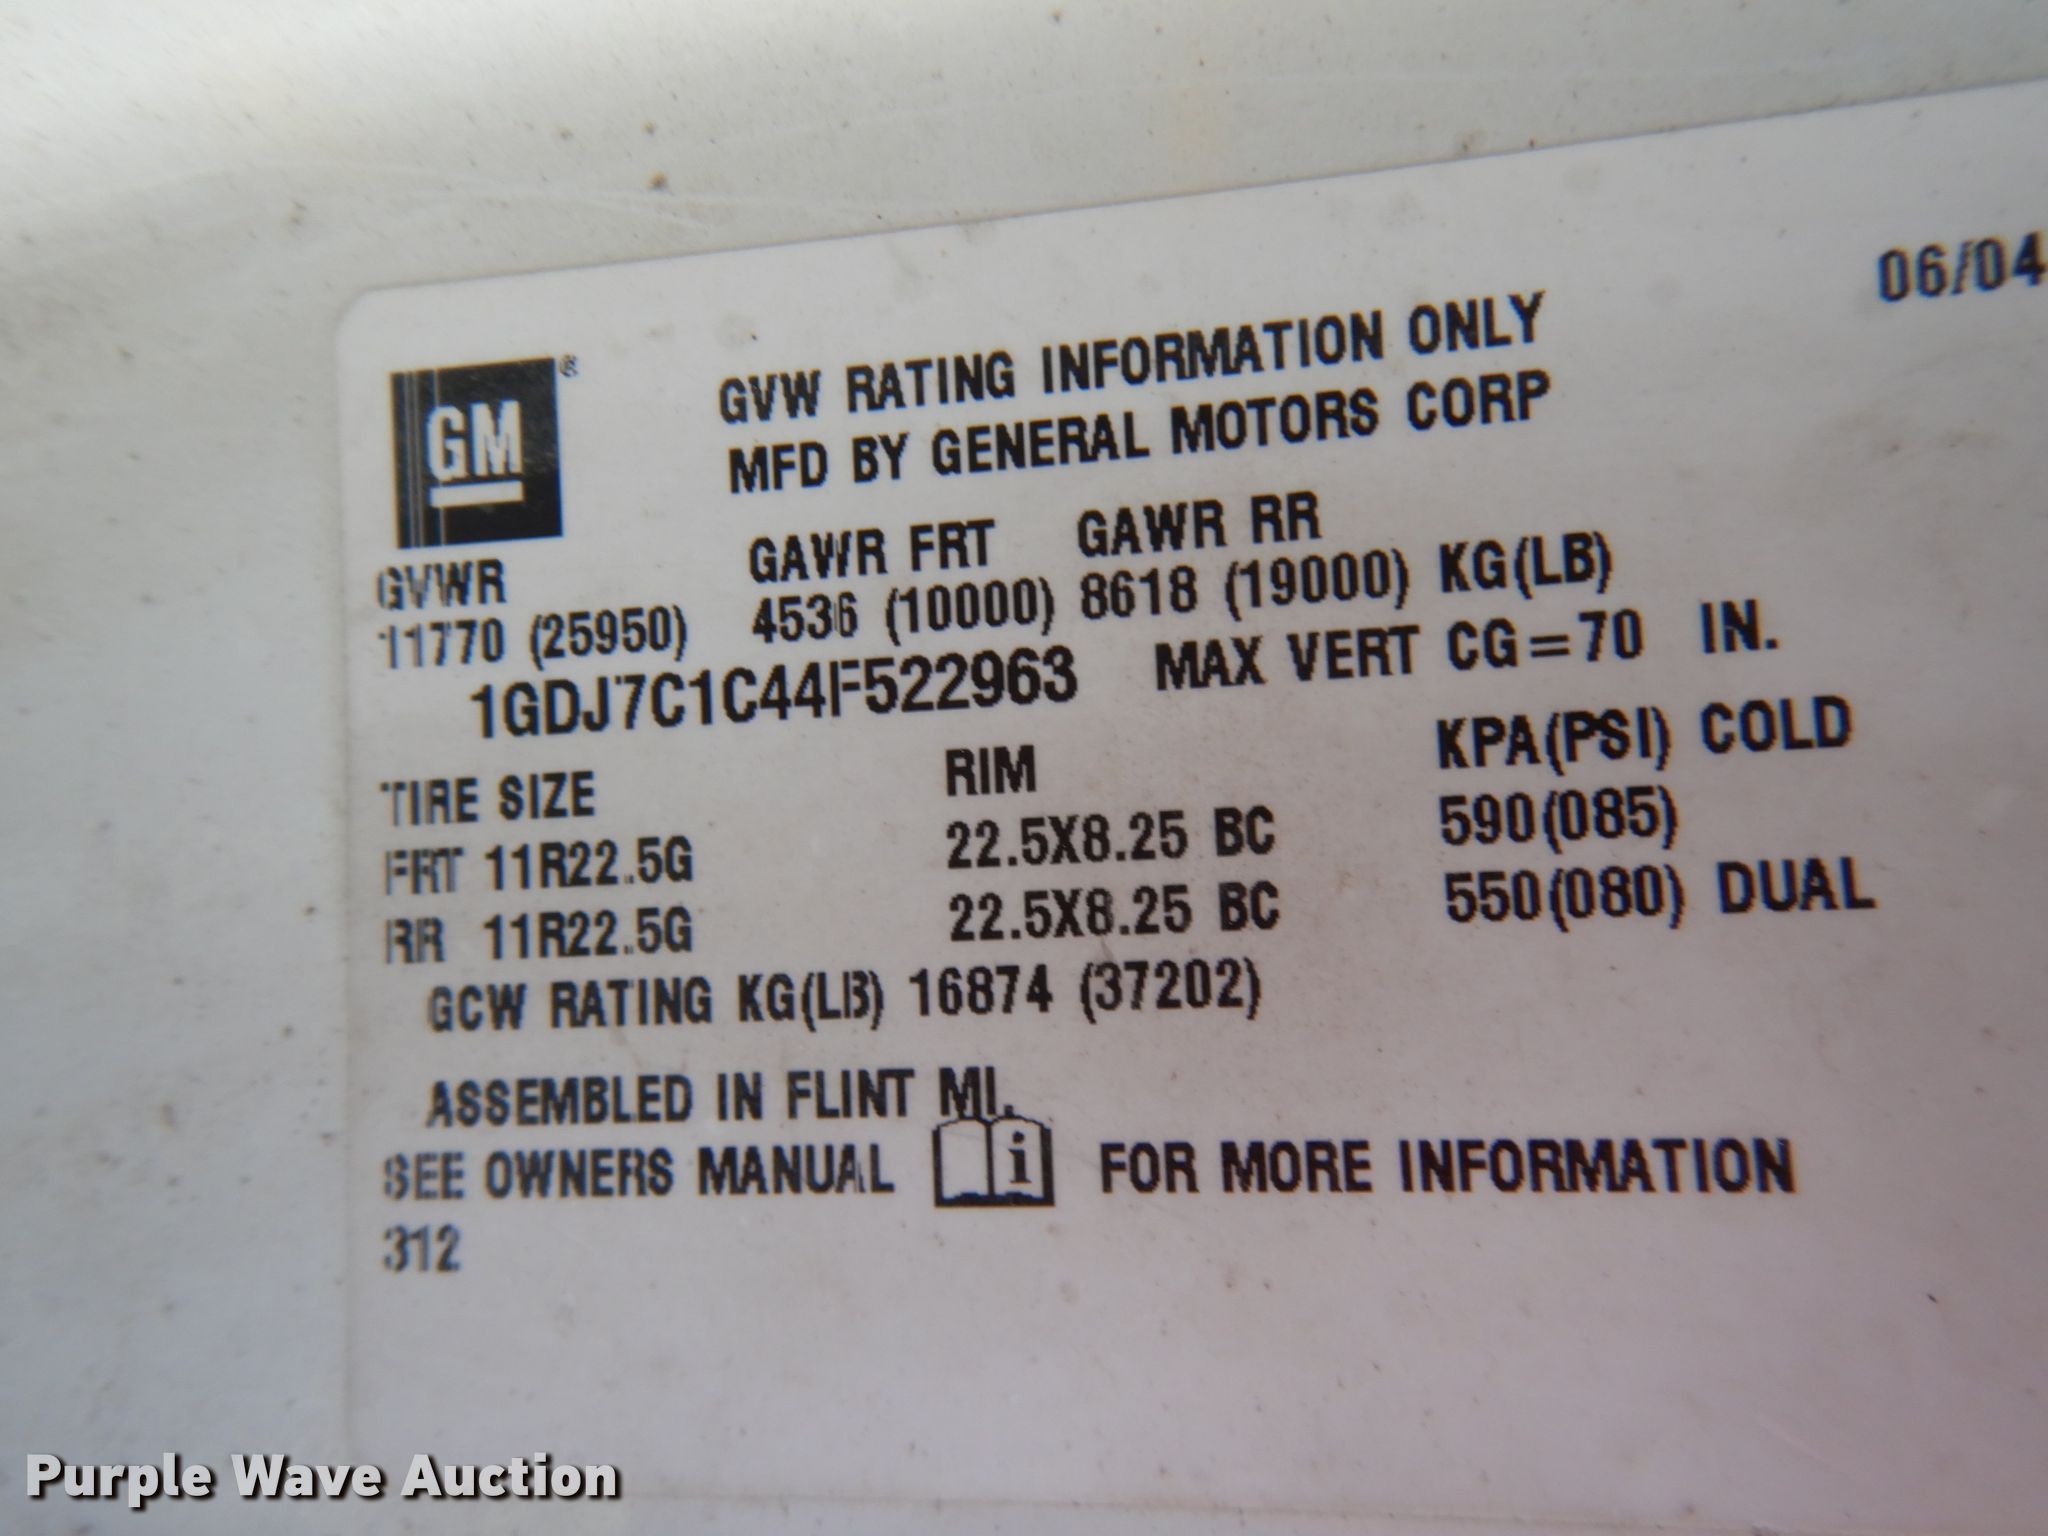 06/04
GM®
GVW RATING INFORMATION ONLY
MFD BY GENERAL MOTORS CORP
GVWR GAWR FRT GAWR RR
11770 (25950) 4536 (10000) 8618 (19000) KG(LB)
1GDJ7C1C44F522963 MAX VERT CG=70 IN.
TIRE SIZE RIM KPA(PSI) COLD
FRT 11R22.5G 22.5X8.25 BC 590(085)
RR 11R22.5G 22.5X8.25 BC 550(080) DUAL
GCW RATING KG(LB) 16874 (37202)
ASSEMBLED IN FLINT MI.
SEE OWNERS MANUAL i FOR MORE INFORMATION
312
Purple Wave Auction